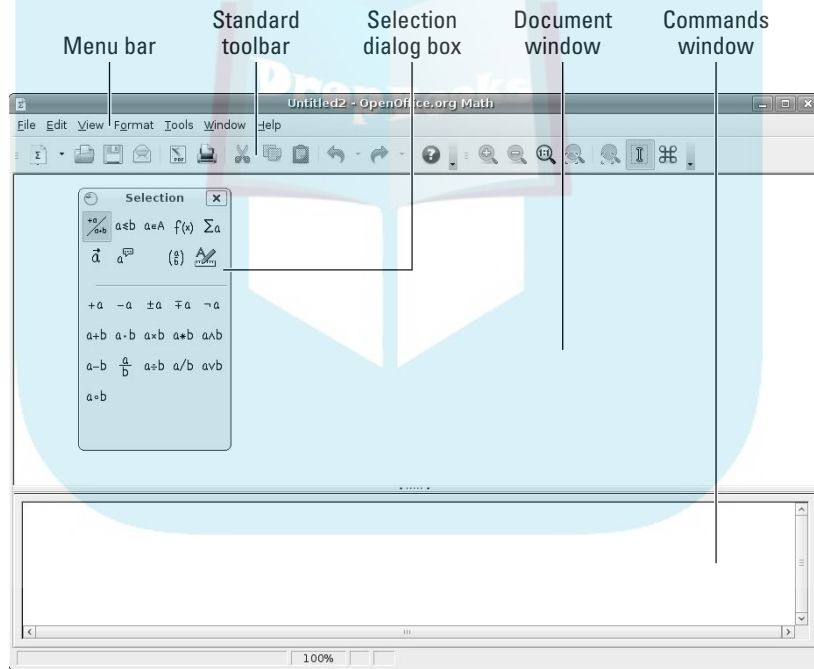 Standard toolbar
Selection dialog box
Document window
Commands window
Menu bar
Untitled2 - OpenOffice.org Math
File Edit View Format Tools Window Help
PDF
Selection
+a/a+b a≤b a∈A f(x) Σa
a⃗ a (a b)
+a -a ±a ∓a ¬a
a+b a·b a×b a*b a∧b
a-b a/b a÷b a/b a∨b
a∘b
100%